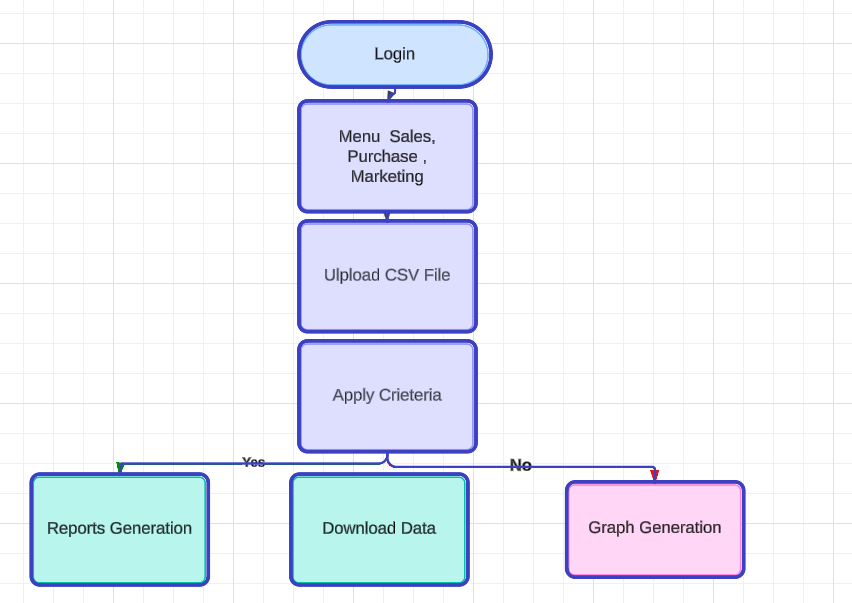 Login
Menu  Sales,
Purchase ,
Marketing
Ulpload CSV File
Apply Crieteria
Yes
No
Reports Generation
Download Data
Graph Generation